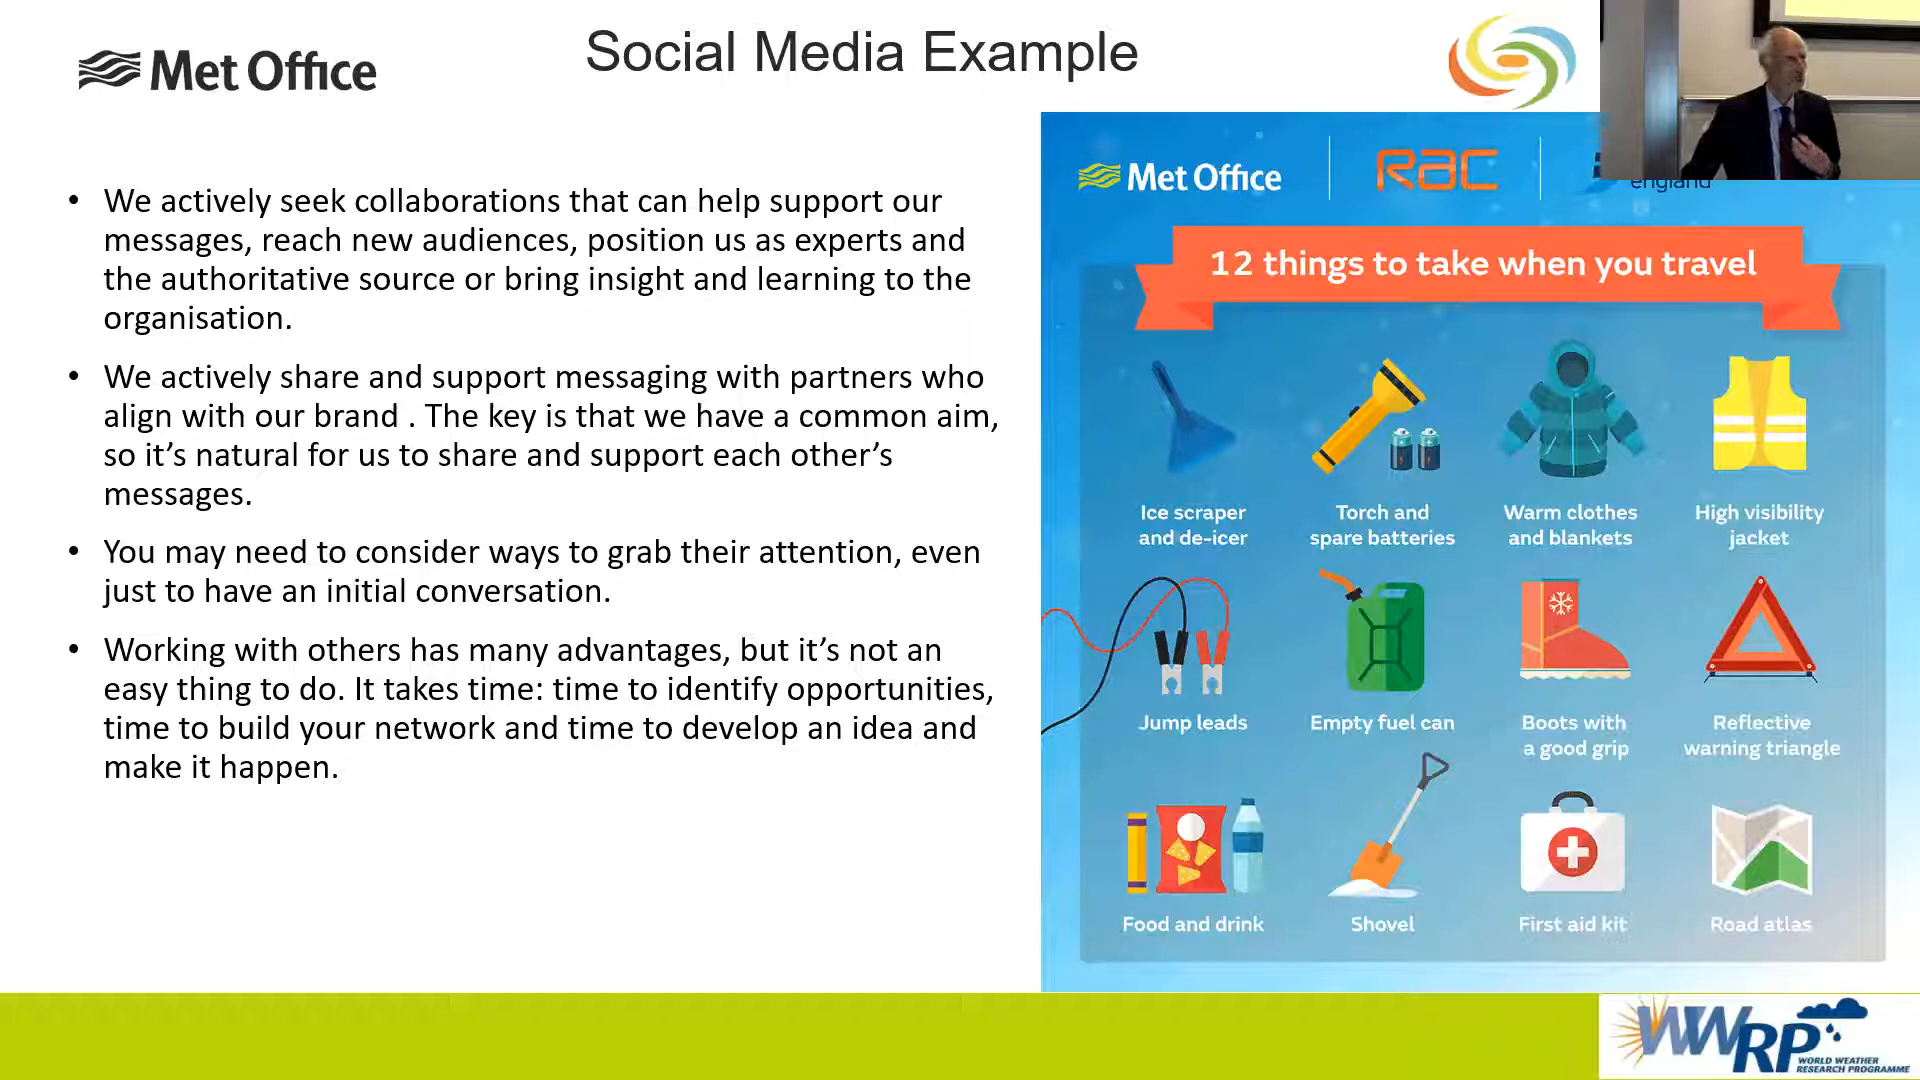 Met Office
Social Media Example
• We actively seek collaborations that can help support our
messages, reach new audiences, position us as experts and
the authoritative source or bring insight and learning to the
organisation.
• We actively share and support messaging with partners who
align with our brand . The key is that we have a common aim,
so it’s natural for us to share and support each other’s
messages.
• You may need to consider ways to grab their attention, even
just to have an initial conversation.
• Working with others has many advantages, but it’s not an
easy thing to do. It takes time: time to identify opportunities,
time to build your network and time to develop an idea and
make it happen.
Met Office
RAC
england
12 things to take when you travel
Ice scraper
and de-icer
Torch and
spare batteries
Warm clothes
and blankets
High visibility
jacket
Jump leads
Empty fuel can
Boots with
a good grip
Reflective
warning triangle
Food and drink
Shovel
First aid kit
Road atlas
WWRP
WORLD WEATHER
RESEARCH PROGRAMME